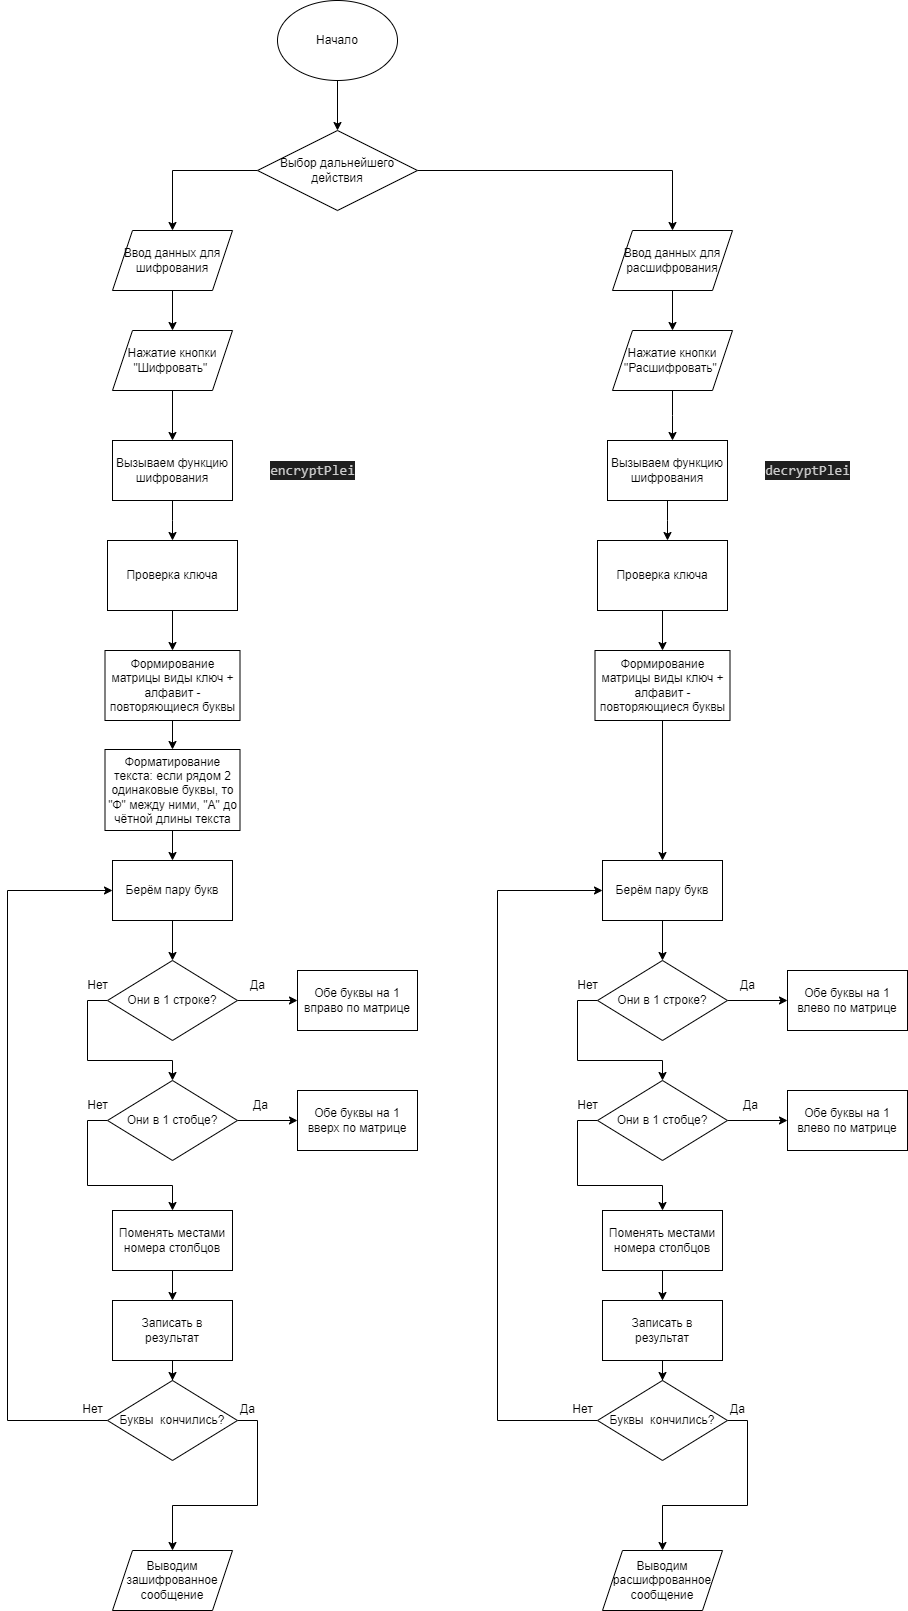 Начало
Выбор дальнейшего
действия
Ввод данных для
шифрования
Нажатие кнопки
"Шифровать"
Вызываем функцию
шифрования
encryptPlei
Проверка ключа
Формирование
матрицы виды ключ +
алфавит -
повторяющиеся буквы
Форматирование
текста: если рядом 2
одинаковые буквы, то
"Ф" между ними, "А" до
чётной длины текста
Берём пару букв
Нет
Они в 1 строке?
Да
Обе буквы на 1
вправо по матрице
Нет
Они в 1 стобце?
Да
Обе буквы на 1
вверх по матрице
Поменять местами
номера столбцов
Записать в
результат
Нет
Буквы  кончились?
Да
Выводим
зашифрованное
сообщение
Ввод данных для
расшифрования
Нажатие кнопки
"Расшифровать"
Вызываем функцию
шифрования
decryptPlei
Проверка ключа
Формирование
матрицы виды ключ +
алфавит -
повторяющиеся буквы
Берём пару букв
Нет
Они в 1 строке?
Да
Обе буквы на 1
влево по матрице
Нет
Они в 1 стобце?
Да
Обе буквы на 1
влево по матрице
Поменять местами
номера столбцов
Записать в
результат
Нет
Буквы  кончились?
Да
Выводим
расшифрованное
сообщение